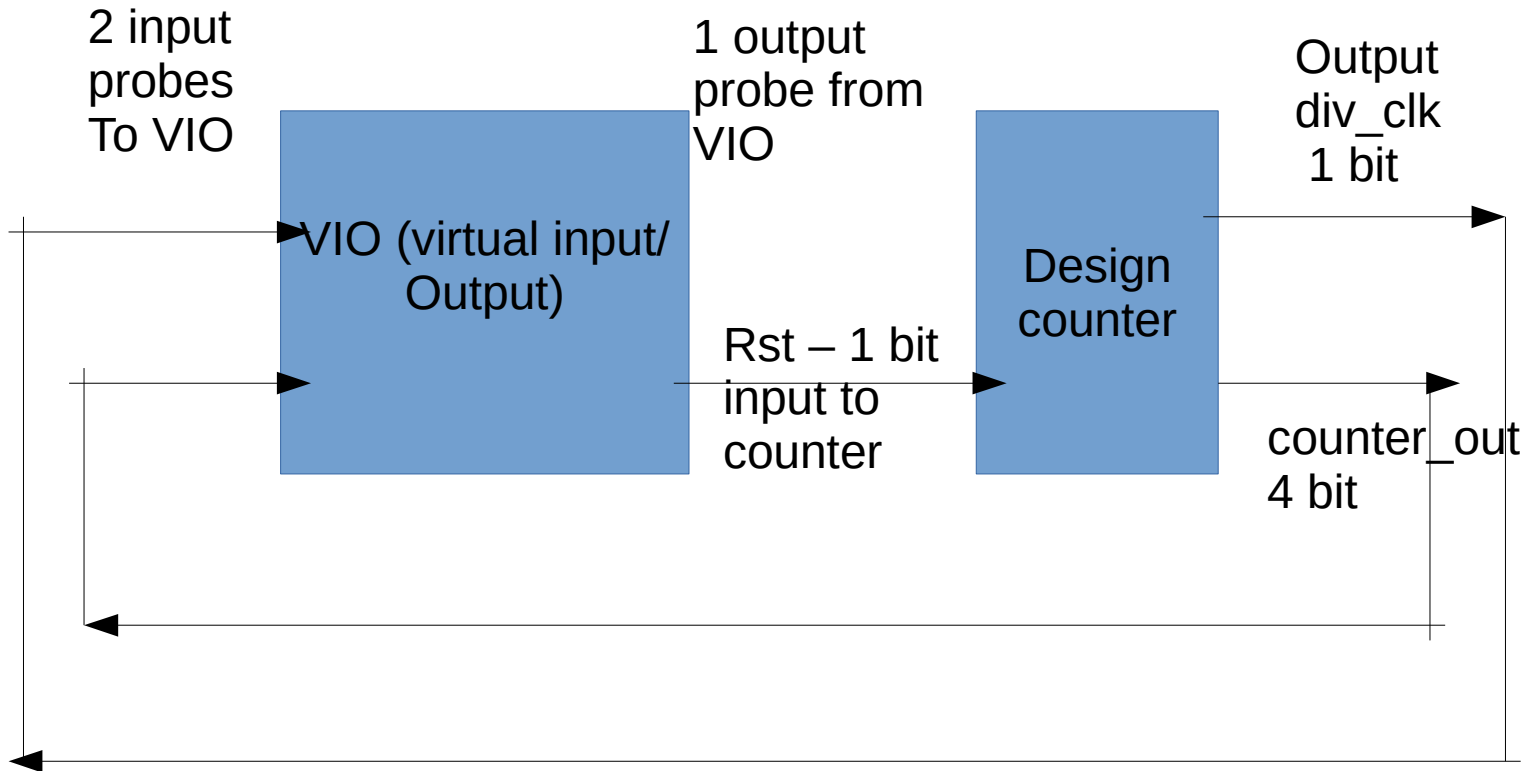 2 input
probes
To VIO
1 output
probe from
VIO
Output
div_clk
1 bit
VIO (virtual input/
Output)
Design
counter
Rst – 1 bit
input to
counter
counter_out
4 bit